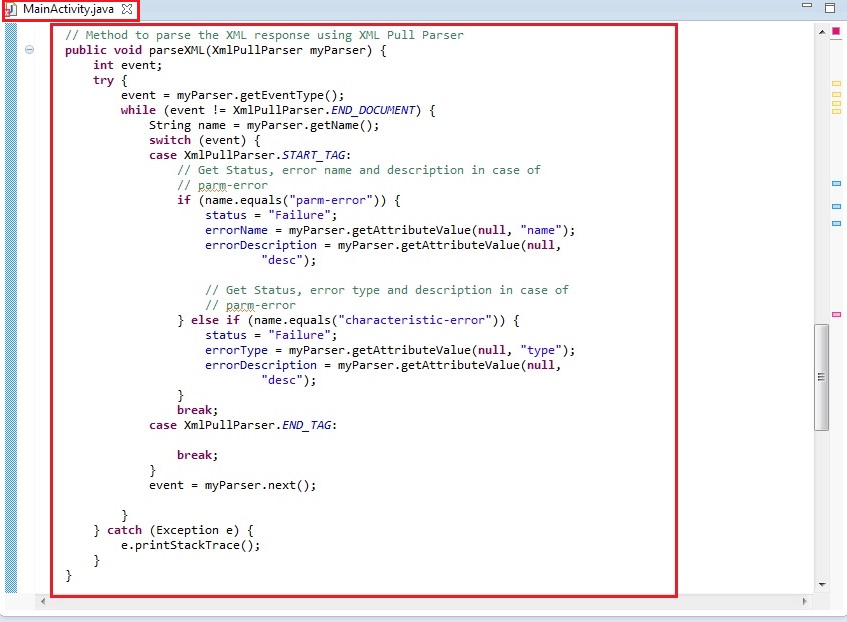 MainActivity.java
// Method to parse the XML response using XML Pull Parser
public void parseXML(XmlPullParser myParser) {
int event;
try {
event = myParser.getEventType();
while (event != XmlPullParser.END_DOCUMENT) {
String name = myParser.getName();
switch (event) {
case XmlPullParser.START_TAG:
// Get Status, error name and description in case of
// parm-error
if (name.equals("parm-error")) {
status = "Failure";
errorName = myParser.getAttributeValue(null, "name");
errorDescription = myParser.getAttributeValue(null,
"desc");
// Get Status, error type and description in case of
// parm-error
} else if (name.equals("characteristic-error")) {
status = "Failure";
errorType = myParser.getAttributeValue(null, "type");
errorDescription = myParser.getAttributeValue(null,
"desc");
}
break;
case XmlPullParser.END_TAG:
break;
}
event = myParser.next();
}
} catch (Exception e) {
e.printStackTrace();
}
}